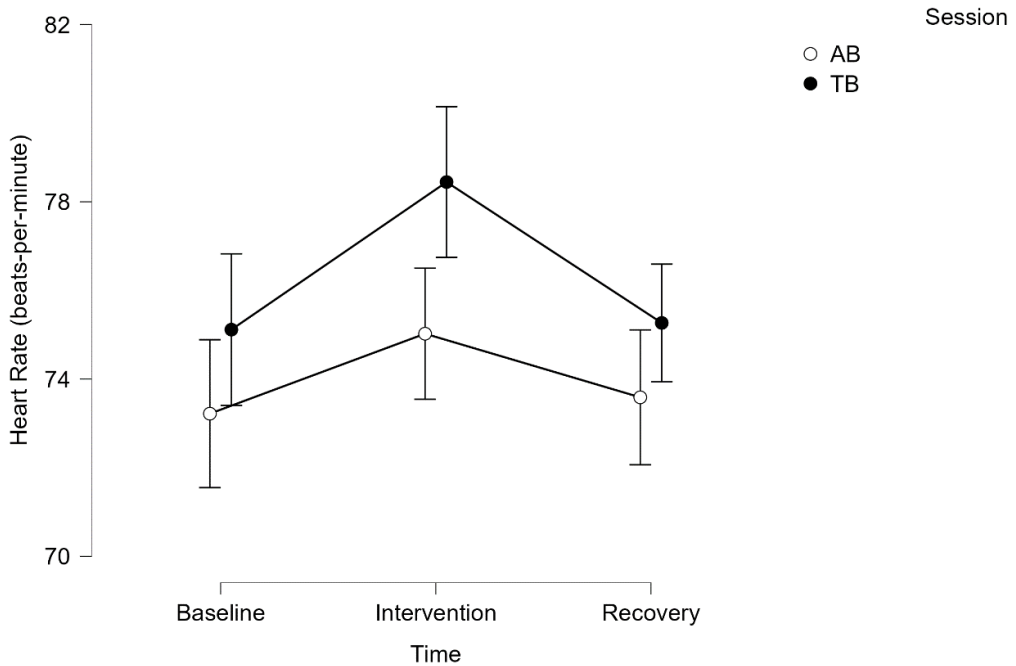 Session
AB
TB
Heart Rate (beats-per-minute)
82
78
74
70
Baseline Intervention Recovery
Time